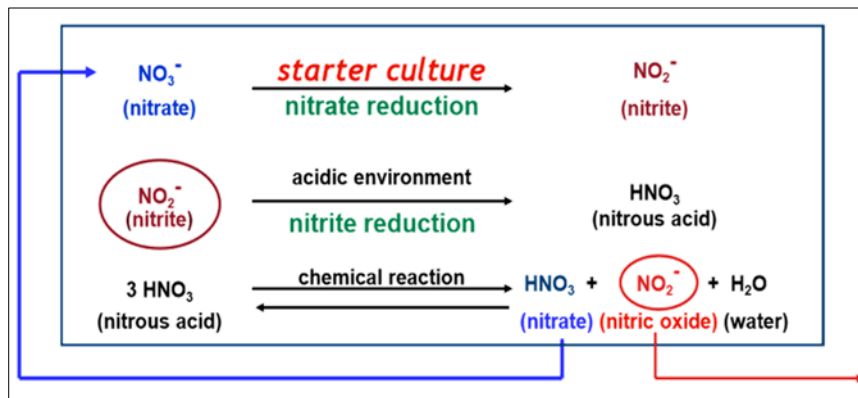 NO₃⁻ starter culture NO₂⁻
(nitrate) nitrate reduction (nitrite)
NO₂⁻ acidic environment HNO₃
(nitrite) nitrite reduction (nitrous acid)
3 HNO₃ chemical reaction HNO₃ + NO₂⁻ + H₂O
(nitrous acid) (nitrate) (nitric oxide) (water)